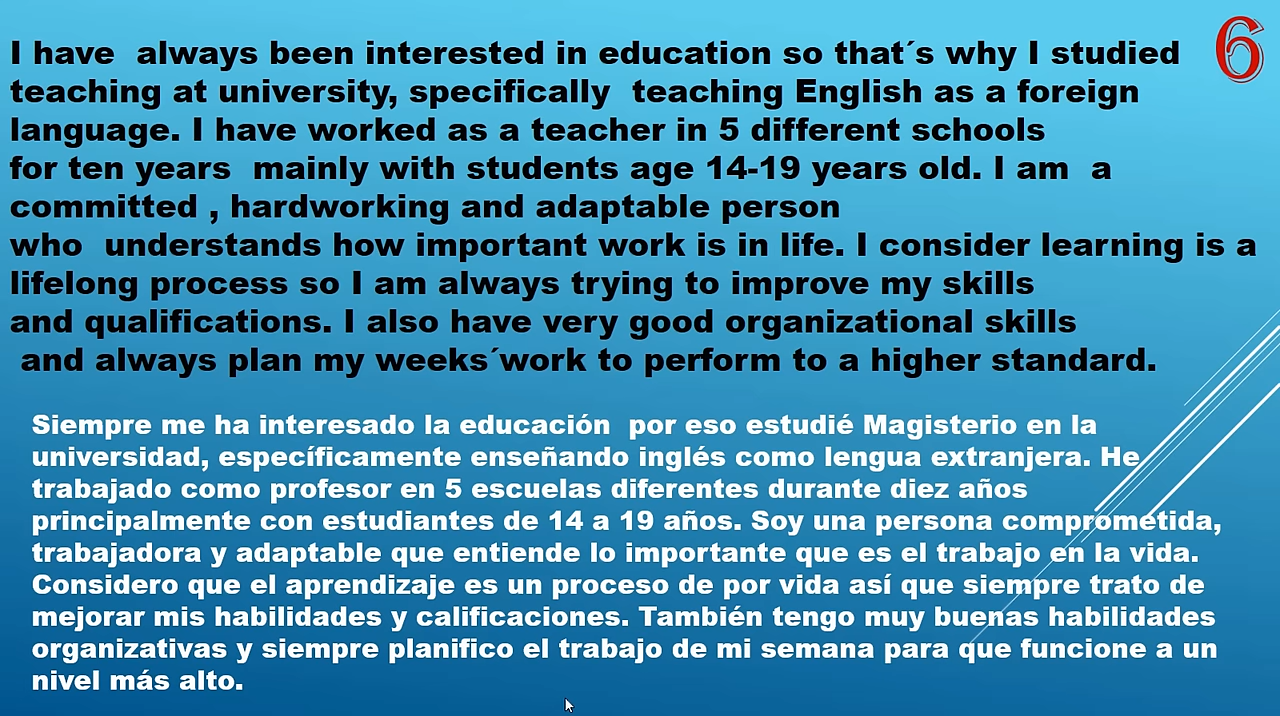 6
I have always been interested in education so that´s why I studied
teaching at university, specifically teaching English as a foreign
language. I have worked as a teacher in 5 different schools
for ten years mainly with students age 14-19 years old. I am a
committed , hardworking and adaptable person
who understands how important work is in life. I consider learning is a
lifelong process so I am always trying to improve my skills
and qualifications. I also have very good organizational skills
and always plan my weeks´work to perform to a higher standard.
Siempre me ha interesado la educación por eso estudié Magisterio en la
universidad, específicamente enseñando inglés como lengua extranjera. He
trabajado como profesor en 5 escuelas diferentes durante diez años
principalmente con estudiantes de 14 a 19 años. Soy una persona comprometida,
trabajadora y adaptable que entiende lo importante que es el trabajo en la vida.
Considero que el aprendizaje es un proceso de por vida así que siempre trato de
mejorar mis habilidades y calificaciones. También tengo muy buenas habilidades
organizativas y siempre planifico el trabajo de mi semana para que funcione a un
nivel más alto.